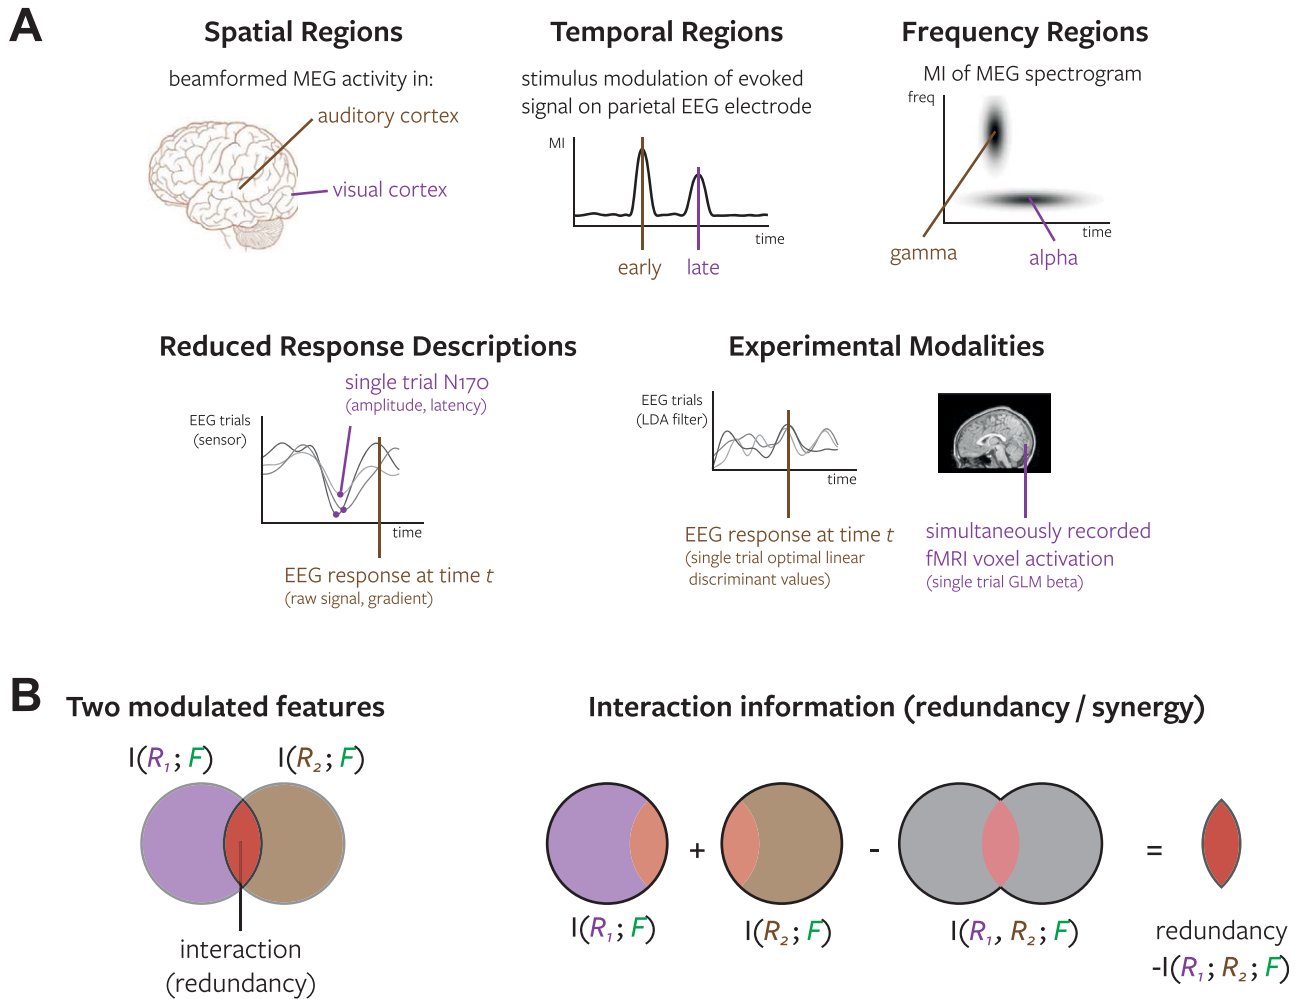 A
Spatial Regions
beamformed MEG activity in:
auditory cortex
visual cortex
Temporal Regions
stimulus modulation of evoked
signal on parietal EEG electrode
MI
time
early
late
Frequency Regions
MI of MEG spectrogram
freq
time
gamma
alpha
Reduced Response Descriptions
single trial N170
(amplitude, latency)
EEG trials
(sensor)
time
EEG response at time t
(raw signal, gradient)
Experimental Modalities
EEG trials
(LDA filter)
time
EEG response at time t
(single trial optimal linear
discriminant values)
simultaneously recorded
fMRI voxel activation
(single trial GLM beta)
B
Two modulated features
I(R₁; F)
I(R₂; F)
interaction
(redundancy)
Interaction information (redundancy / synergy)
+
-
=
I(R₁; F)
I(R₂; F)
I(R₁, R₂; F)
redundancy
-I(R₁; R₂; F)